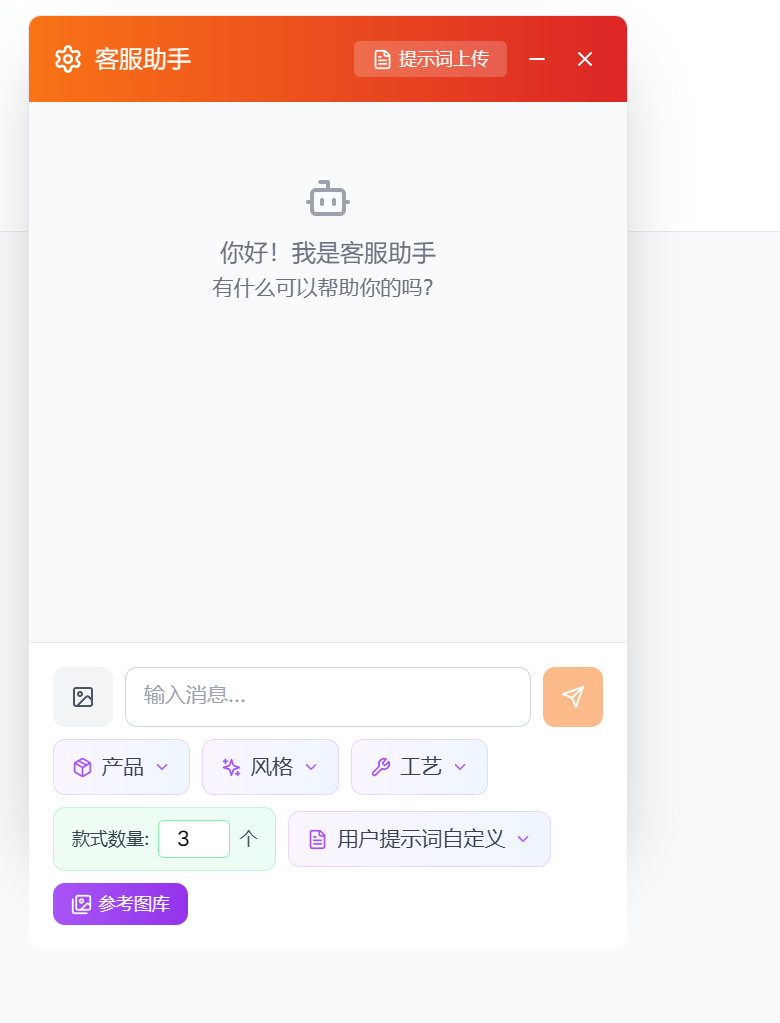 客服助手 提示词上传
你好！我是客服助手
有什么可以帮助你的吗？
输入消息...
产品 风格 工艺
款式数量: 3 个 用户提示词自定义
参考图库